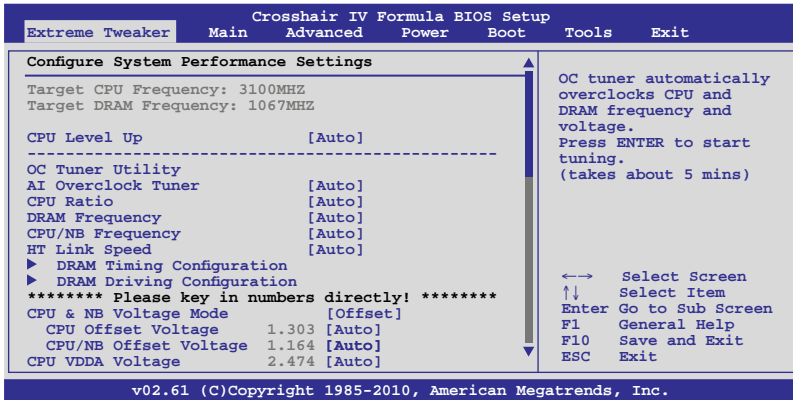 Crosshair IV Formula BIOS Setup
Extreme Tweaker Main Advanced Power Boot Tools Exit
Configure System Performance Settings
Target CPU Frequency: 3100MHZ
Target DRAM Frequency: 1067MHZ
CPU Level Up [Auto]
OC Tuner Utility
AI Overclock Tuner [Auto]
CPU Ratio [Auto]
DRAM Frequency [Auto]
CPU/NB Frequency [Auto]
HT Link Speed [Auto]
DRAM Timing Configuration
DRAM Driving Configuration
******** Please key in numbers directly! ********
CPU & NB Voltage Mode [Offset]
CPU Offset Voltage 1.303 [Auto]
CPU/NB Offset Voltage 1.164 [Auto]
CPU VDDA Voltage 2.474 [Auto]
OC tuner automatically
overclocks CPU and
DRAM frequency and
voltage.
Press ENTER to start
tuning.
(takes about 5 mins)
←→ Select Screen
↑↓ Select Item
Enter Go to Sub Screen
F1 General Help
F10 Save and Exit
ESC Exit
v02.61 (C)Copyright 1985-2010, American Megatrends, Inc.